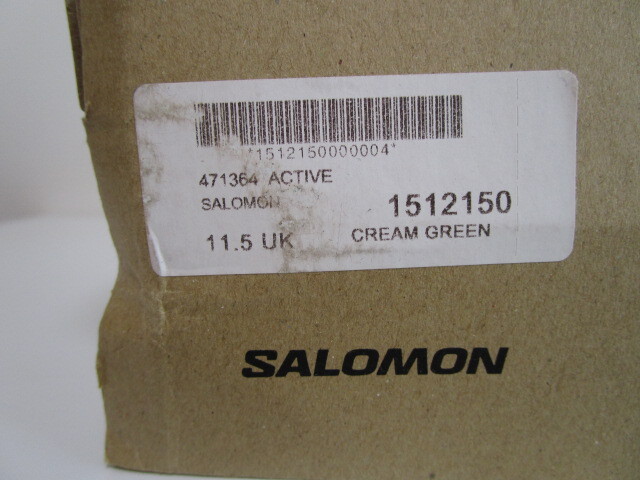 *1512150000004*
471364 ACTIVE
SALOMON
1512150
11.5 UK
CREAM GREEN
SALOMON